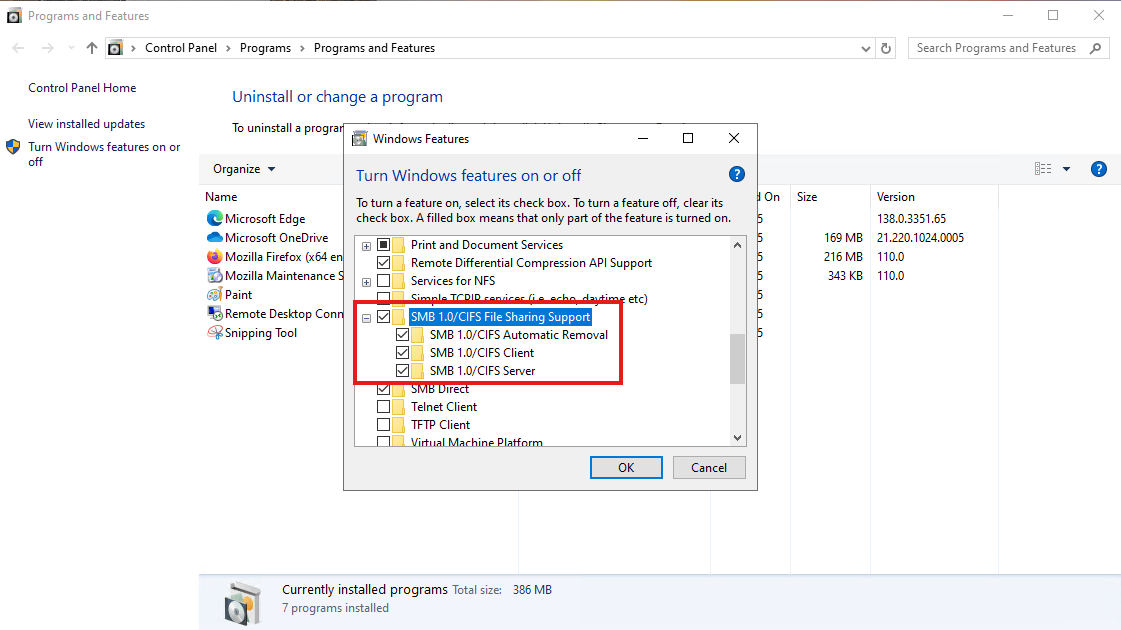 Programs and Features
Control Panel > Programs > Programs and Features
Search Programs and Features
Control Panel Home
View installed updates
Turn Windows features on or
off
Uninstall or change a program
To uninstall a program
Organize
Name
d On
Size
Version
Microsoft Edge
5
138.0.3351.65
Microsoft OneDrive
5
169 MB
21.220.1024.0005
Mozilla Firefox (x64 en
5
216 MB
110.0
Mozilla Maintenance S
5
343 KB
110.0
Paint
5
Remote Desktop Conn
5
Snipping Tool
5
Windows Features
Turn Windows features on or off
To turn a feature on, select its check box. To turn a feature off, clear its
check box. A filled box means that only part of the feature is turned on.
Print and Document Services
Remote Differential Compression API Support
Services for NFS
Simple TCPIP services (i.e. echo, daytime etc)
SMB 1.0/CIFS File Sharing Support
SMB 1.0/CIFS Automatic Removal
SMB 1.0/CIFS Client
SMB 1.0/CIFS Server
SMB Direct
Telnet Client
TFTP Client
Virtual Machine Platform
OK
Cancel
Currently installed programs Total size: 386 MB
7 programs installed